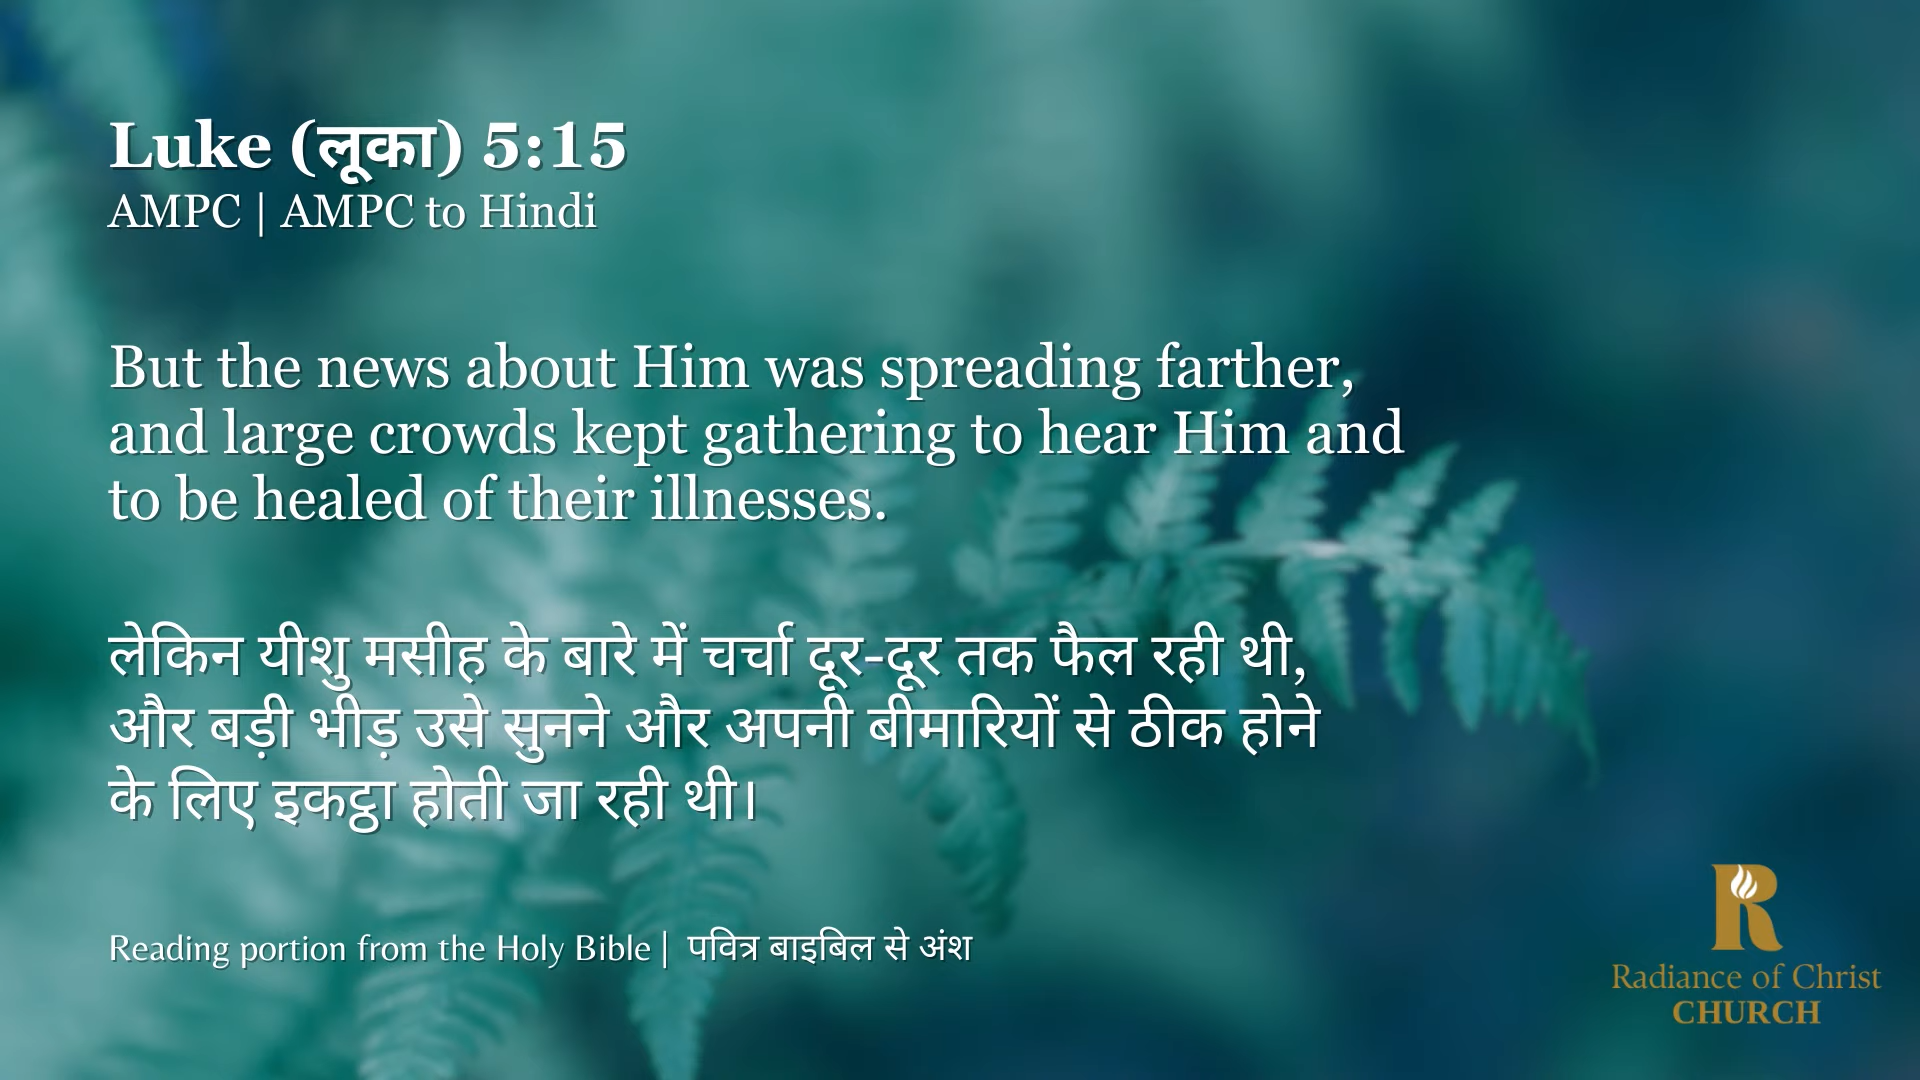 Luke (लूका) 5:15
AMPC | AMPC to Hindi
But the news about Him was spreading farther,
and large crowds kept gathering to hear Him and
to be healed of their illnesses.
लेकिन यीशु मसीह के बारे में चर्चा दूर-दूर तक फैल रही थी,
और बड़ी भीड़ उसे सुनने और अपनी बीमारियों से ठीक होने
के लिए इकट्ठा होती जा रही थी।
Reading portion from the Holy Bible | पवित्र बाइबिल से अंश
R
Radiance of Christ
CHURCH